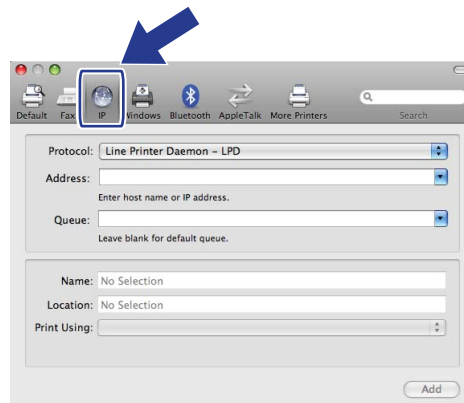 Default Fax IP Windows Bluetooth AppleTalk More Printers Search
Protocol: Line Printer Daemon – LPD
Address:
Enter host name or IP address.
Queue:
Leave blank for default queue.
Name: No Selection
Location: No Selection
Print Using:
Add